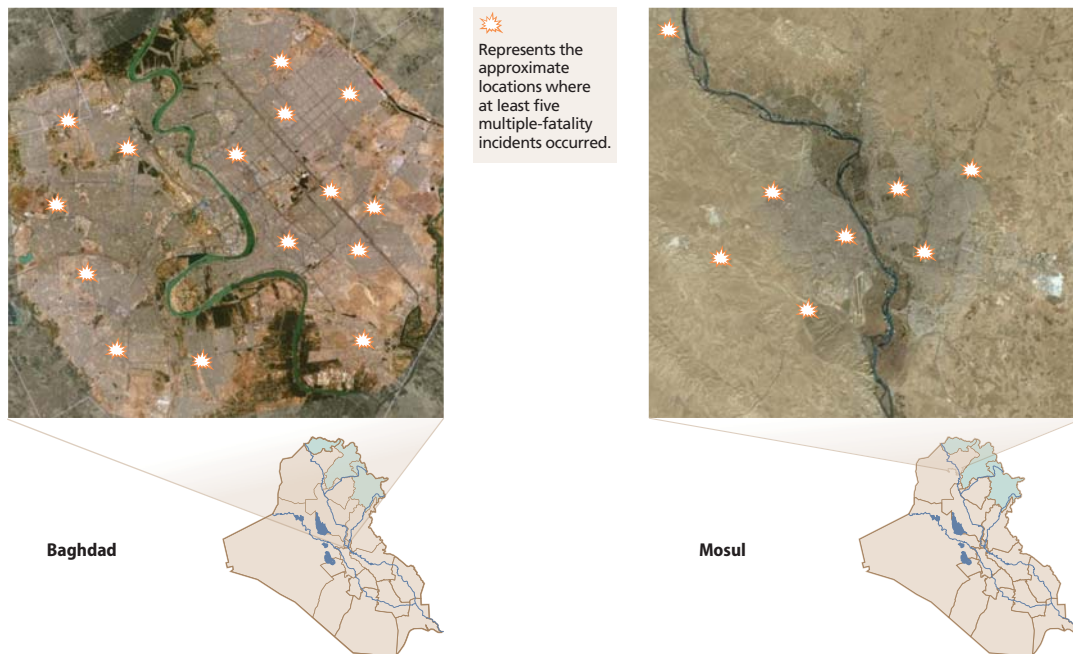 Represents the
approximate
locations where
at least five
multiple-fatality
incidents occurred.
Baghdad
Mosul